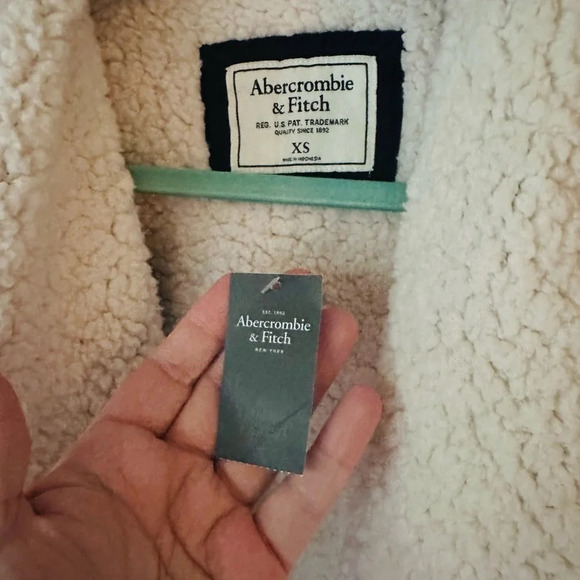 Abercrombie
& Fitch
REG. U.S. PAT. TRADEMARK
QUALITY SINCE 1892
XS
MADE IN INDONESIA
EST. 1892
Abercrombie
& Fitch
NEW YORK